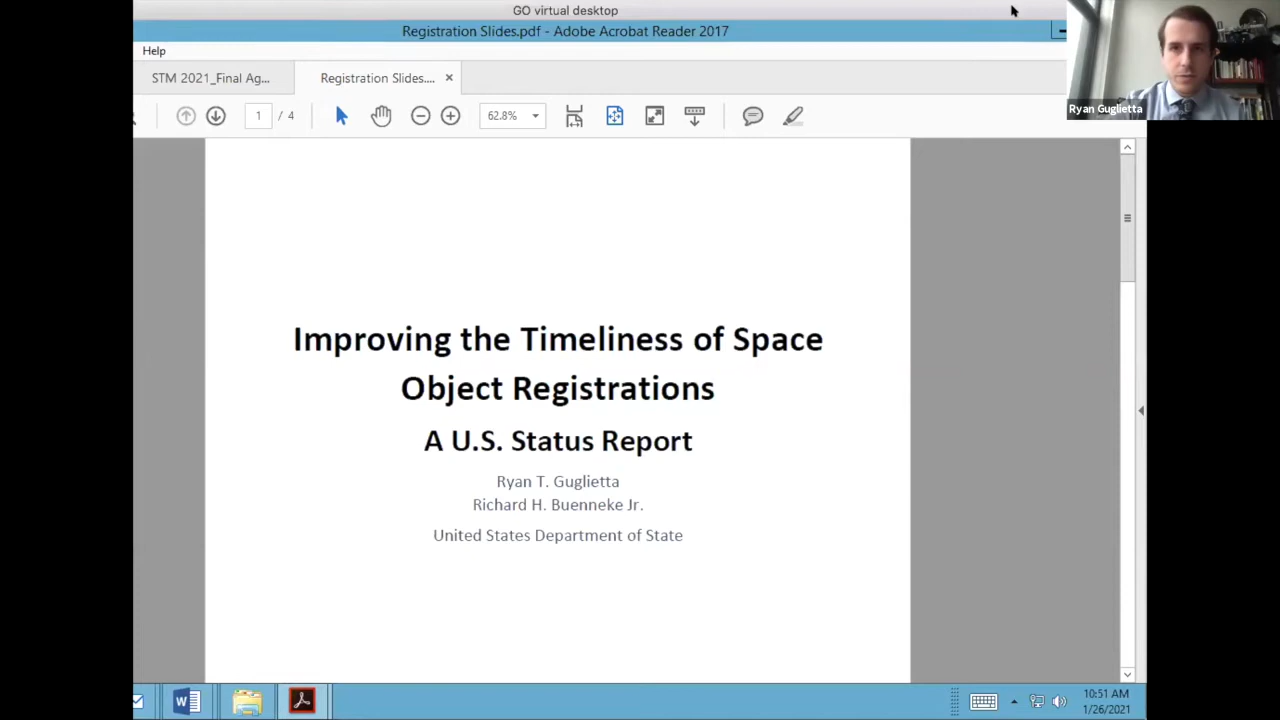 GO virtual desktop
Registration Slides.pdf - Adobe Acrobat Reader 2017
Help
STM 2021_Final Ag...
Registration Slides....
1 / 4
62.8%
Ryan Guglietta
Improving the Timeliness of Space
Object Registrations
A U.S. Status Report
Ryan T. Guglietta
Richard H. Buenneke Jr.
United States Department of State
10:51 AM
1/26/2021